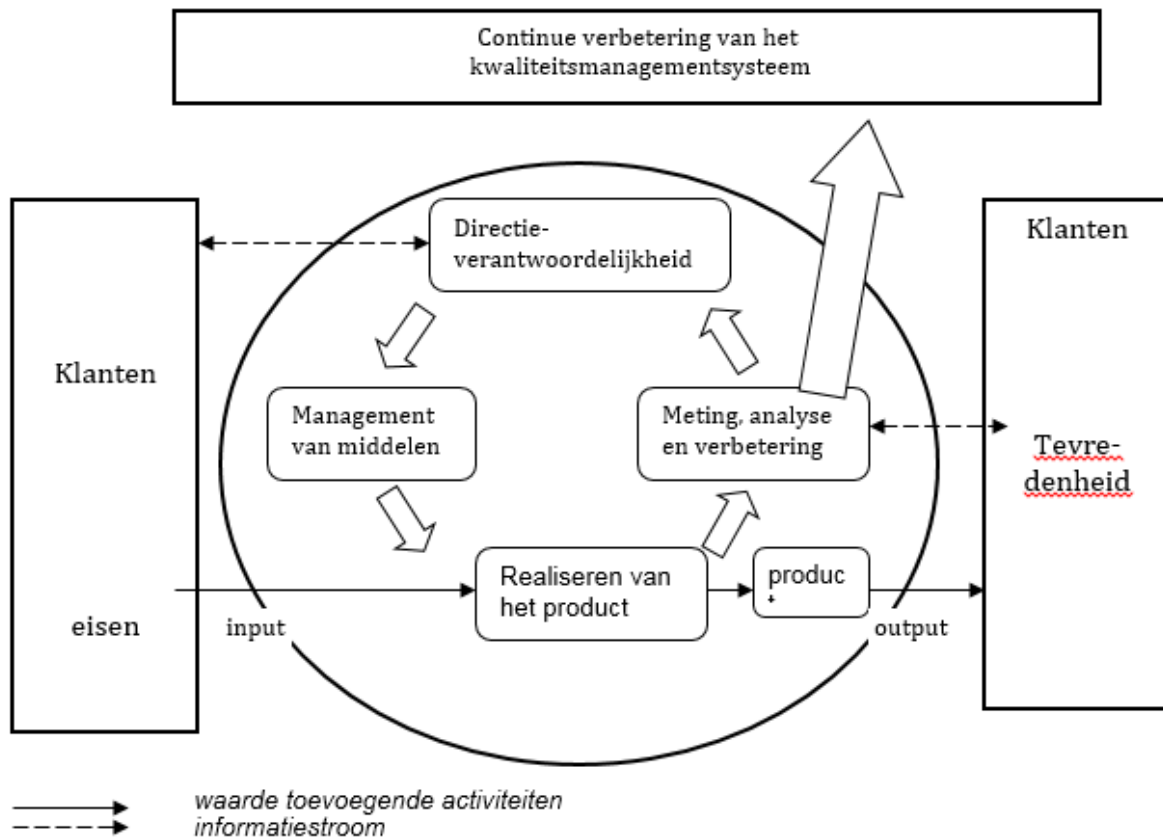 Continue verbetering van het
kwaliteitsmanagementsysteem
Directie-
verantwoordelijkheid
Klanten
Klanten
Management
van middelen
Meting, analyse
en verbetering
Tevre-
denheid
Realiseren van
het product
produc
eisen
input
output
waarde toevoegende activiteiten
informatiestroom